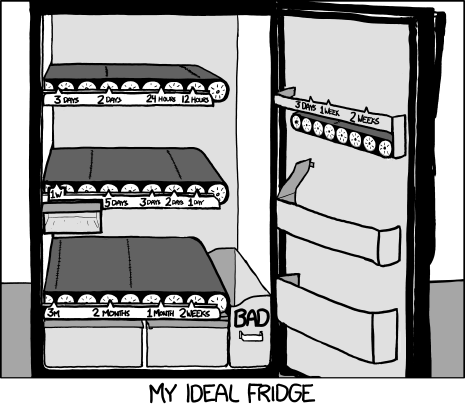 3 DAYS 2 DAYS 24 HOURS 12 HOURS
3 DAYS 1 WEEK 2 WEEKS
1W 5 DAYS 3 DAYS 2 DAYS 1 DAY
3M 2 MONTHS 1 MONTH 2 WEEKS
BAD
MY IDEAL FRIDGE